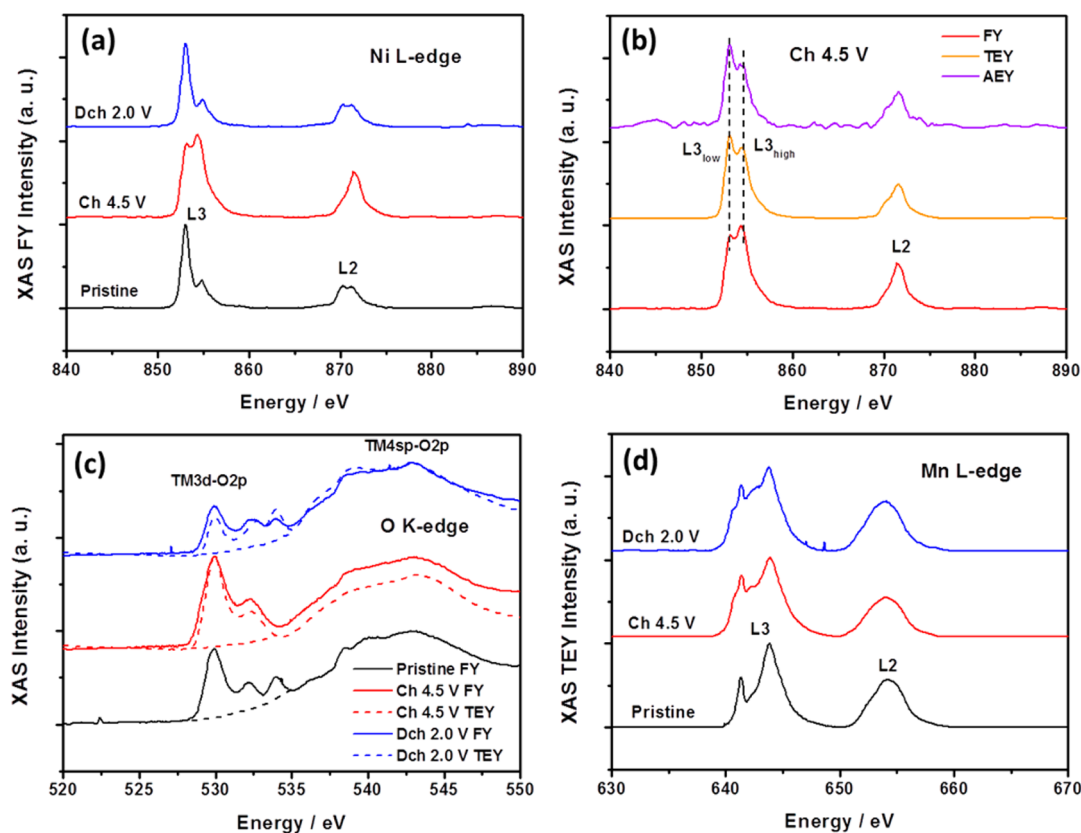 (a)
Ni L-edge
Dch 2.0 V
Ch 4.5 V
L3
L2
Pristine
XAS FY Intensity (a. u.)
840 850 860 870 880 890
Energy / eV
(b)
Ch 4.5 V
FY
TEY
AEY
L3low
L3high
L2
XAS Intensity (a. u.)
840 850 860 870 880 890
Energy / eV
(c)
TM4sp-O2p
TM3d-O2p
O K-edge
Pristine FY
Ch 4.5 V FY
Ch 4.5 V TEY
Dch 2.0 V FY
Dch 2.0 V TEY
XAS Intensity (a. u.)
520 525 530 535 540 545 550
Energy / eV
(d)
Mn L-edge
Dch 2.0 V
Ch 4.5 V
L3
L2
Pristine
XAS TEY Intensity (a. u.)
630 640 650 660 670
Energy / eV